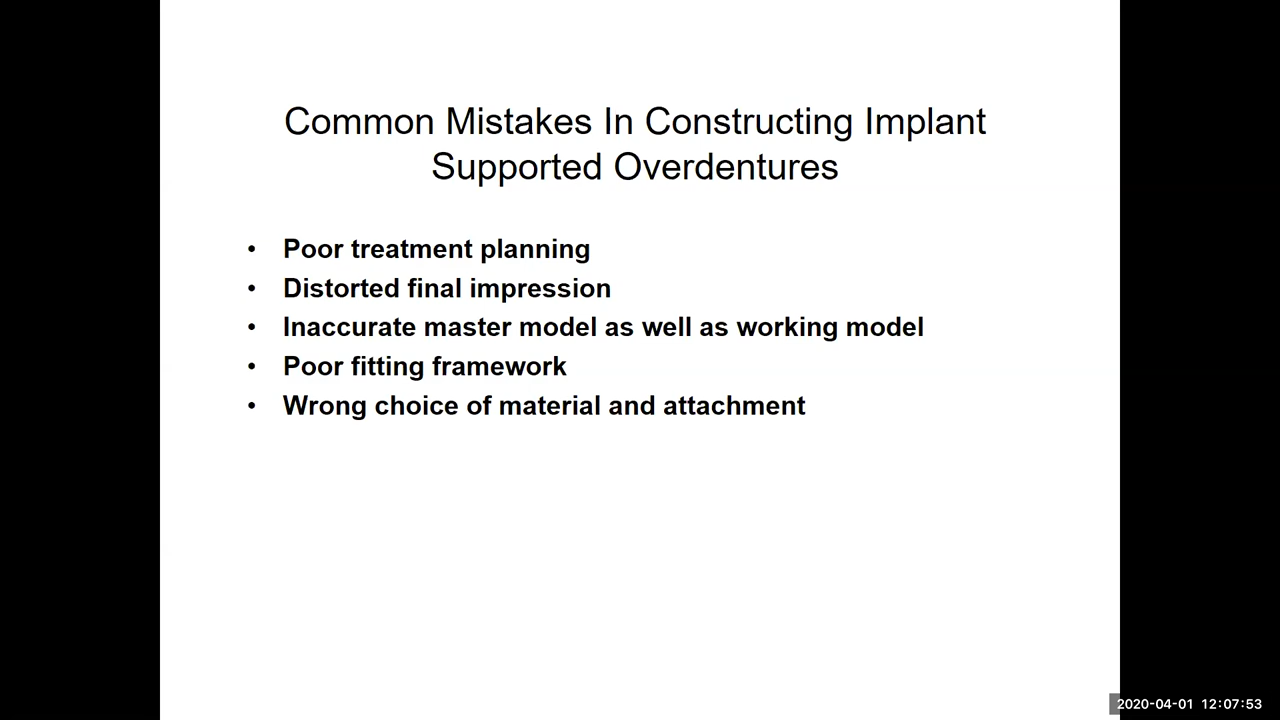 Common Mistakes In Constructing Implant
Supported Overdentures
• Poor treatment planning
• Distorted final impression
• Inaccurate master model as well as working model
• Poor fitting framework
• Wrong choice of material and attachment
2020-04-01 12:07:53